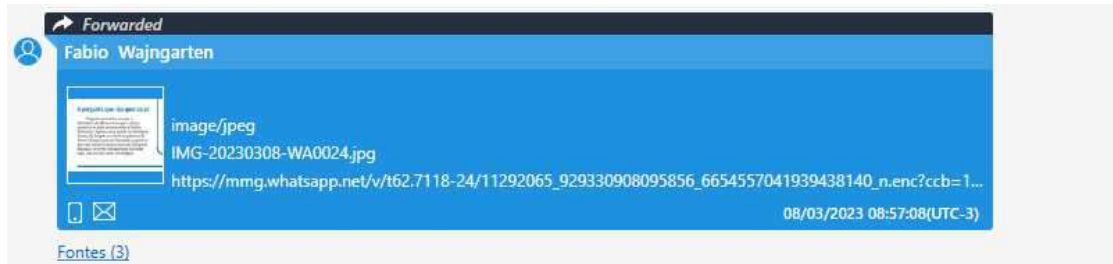 Forwarded
Fabio Wajngarten
image/jpeg
IMG-20230308-WA0024.jpg
https://mmg.whatsapp.net/v/t62.7118-24/11292065_929330908095856_6654557041939438140_n.enc?ccb=1...
08/03/2023 08:57:08(UTC-3)
Fontes (3)